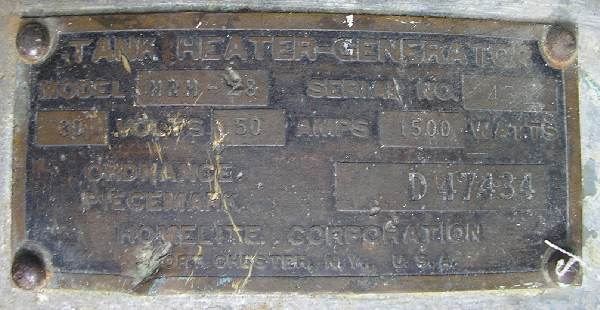 TANK HEATER-GENERATOR
MODEL HRH-28 SERIAL NO.
30 VOLTS 50 AMPS 1500 WATTS
ORDNANCE
PIECEMARK D47434
HOMELITE CORPORATION
PORT CHESTER, N.Y., U.S.A.